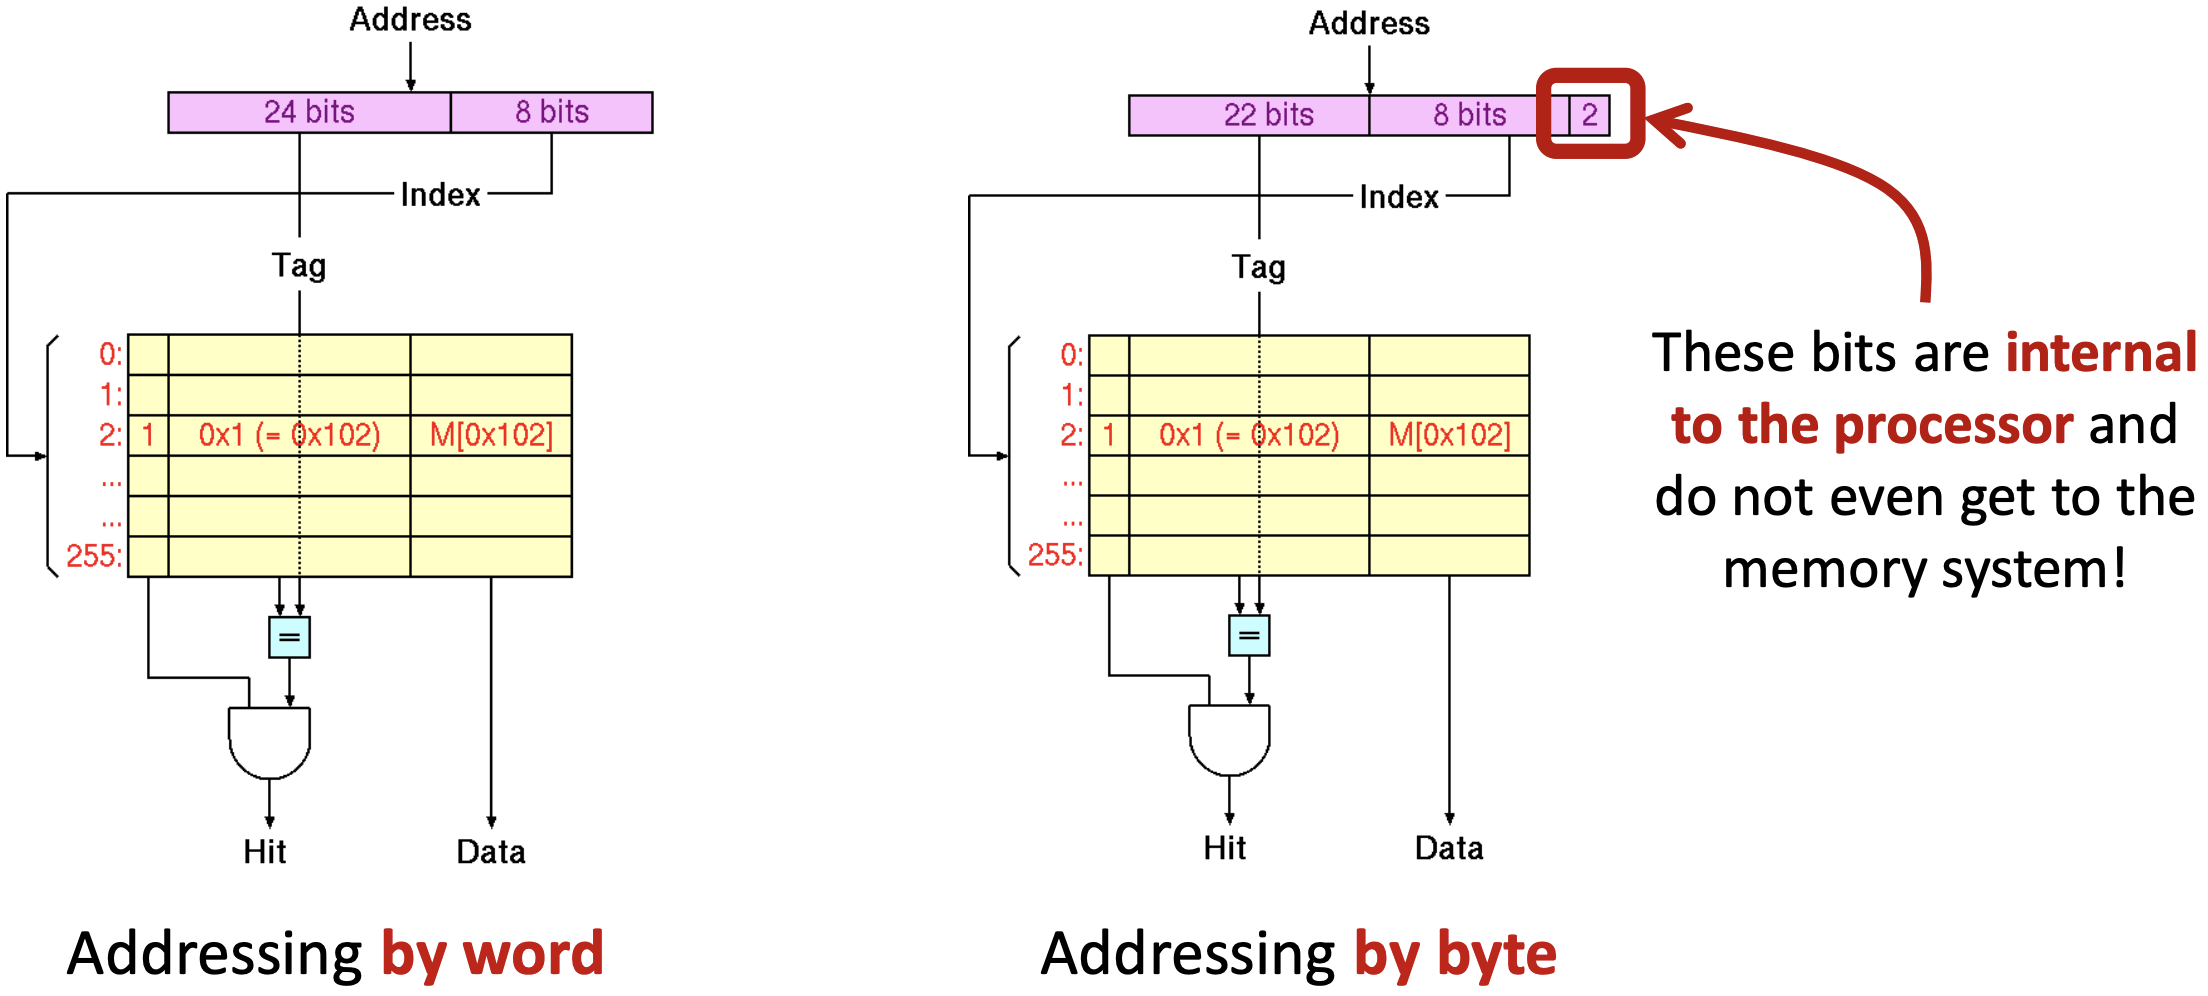 Address
24 bits
8 bits
Index
Tag
0:
1:
2: 1 0x1 (= 0x102) M[0x102]
...
...
255:
=
Hit
Data
Addressing by word
Address
22 bits
8 bits
2
Index
Tag
0:
1:
2: 1 0x1 (= 0x102) M[0x102]
...
...
255:
=
Hit
Data
Addressing by byte
These bits are internal
to the processor and
do not even get to the
memory system!